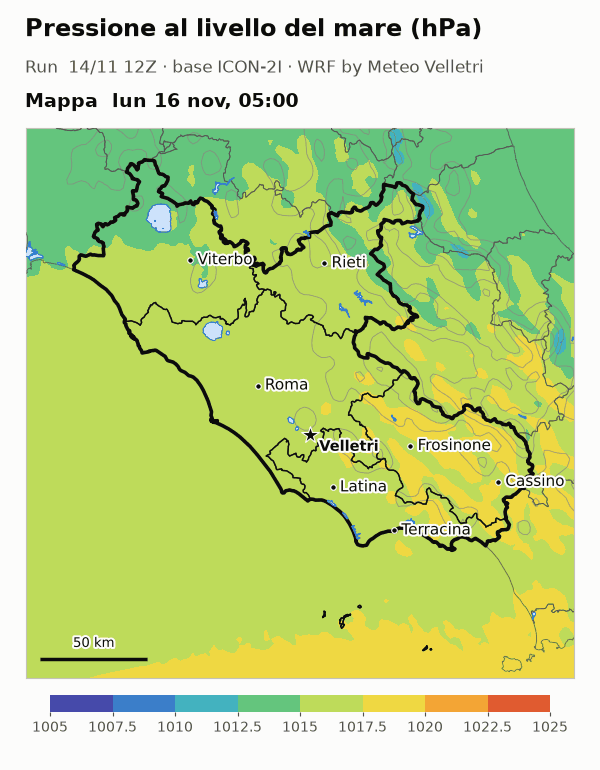 Pressione al livello del mare (hPa)
Run 14/11 12Z · base ICON-2I · WRF by Meteo Velletri
Mappa lun 16 nov, 05:00
Viterbo
Rieti
Roma
Velletri
Frosinone
Latina
Cassino
Terracina
50 km
1005 1007.5 1010 1012.5 1015 1017.5 1020 1022.5 1025